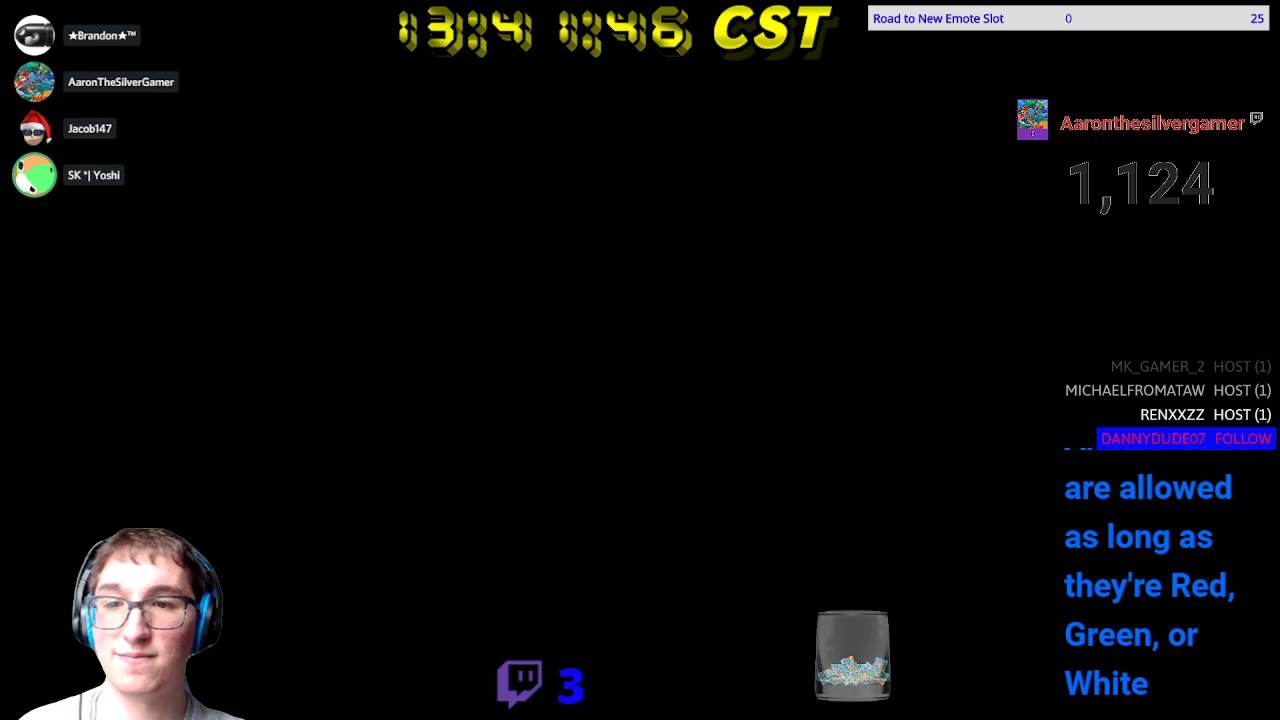 13:41:46 CST
Road to New Emote Slot 0 25
★Brandon★™
AaronTheSilverGamer
Jacob147
SK *| Yoshi
Aaronthesilvergamer
1,124
MK_GAMER_2 HOST (1)
MICHAELFROMATAW HOST (1)
RENXXZZ HOST (1)
DANNYDUDE07 FOLLOW
are allowed
as long as
they're Red,
Green, or
White
3